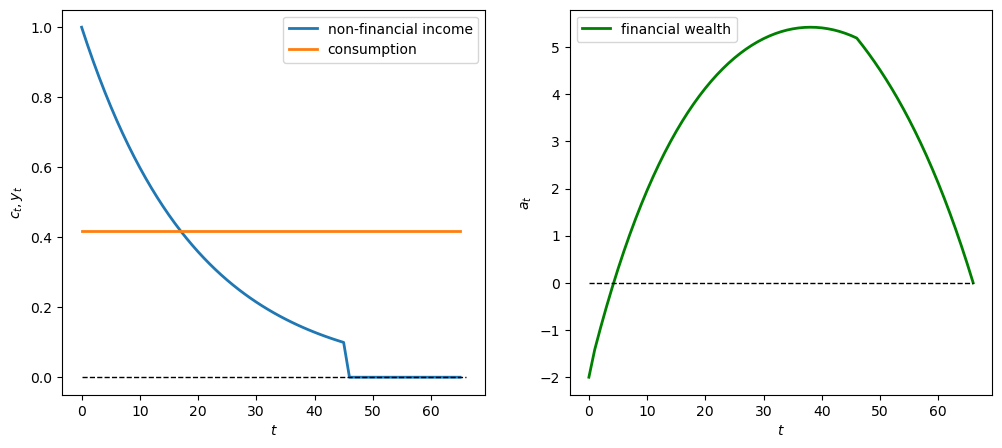 non-financial income
consumption
1.0
0.8
0.6
0.4
0.2
0.0
c_t, y_t
0 10 20 30 40 50 60
t
financial wealth
5
4
3
2
1
0
−1
−2
a_t
0 10 20 30 40 50 60
t